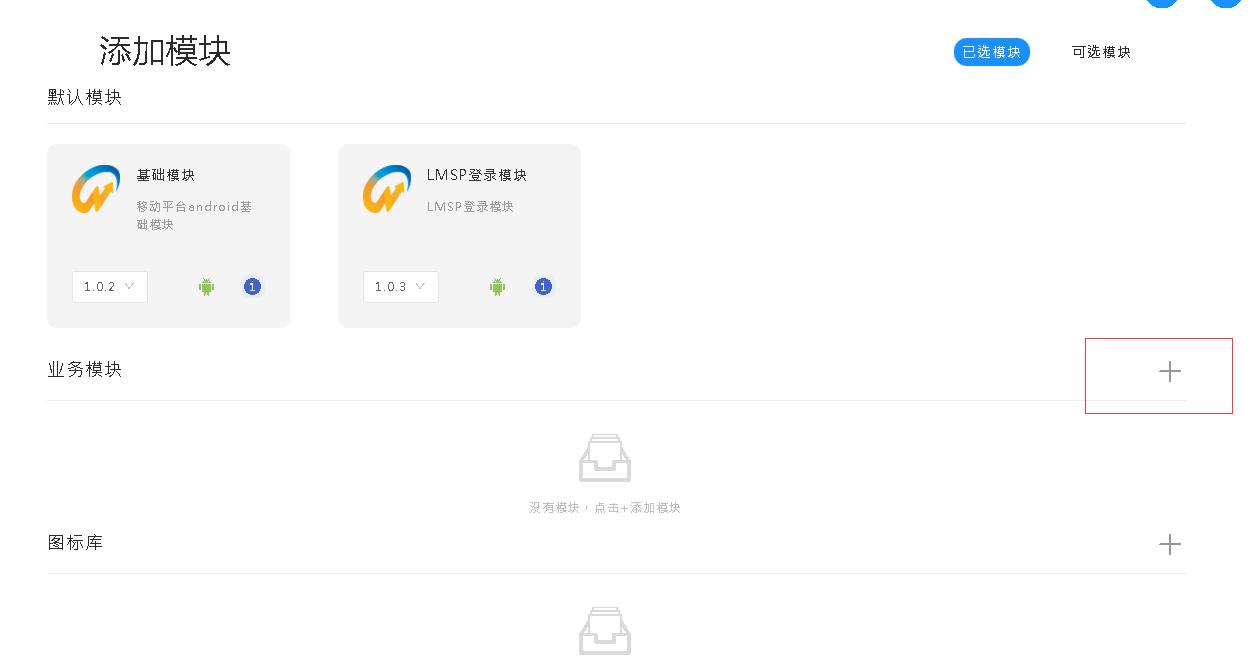 添加模块
已选模块
可选模块
默认模块
基础模块
移动平台android基
础模块
1.0.2
LMSP登录模块
LMSP登录模块
1.0.3
业务模块
没有模块，点击+添加模块
图标库